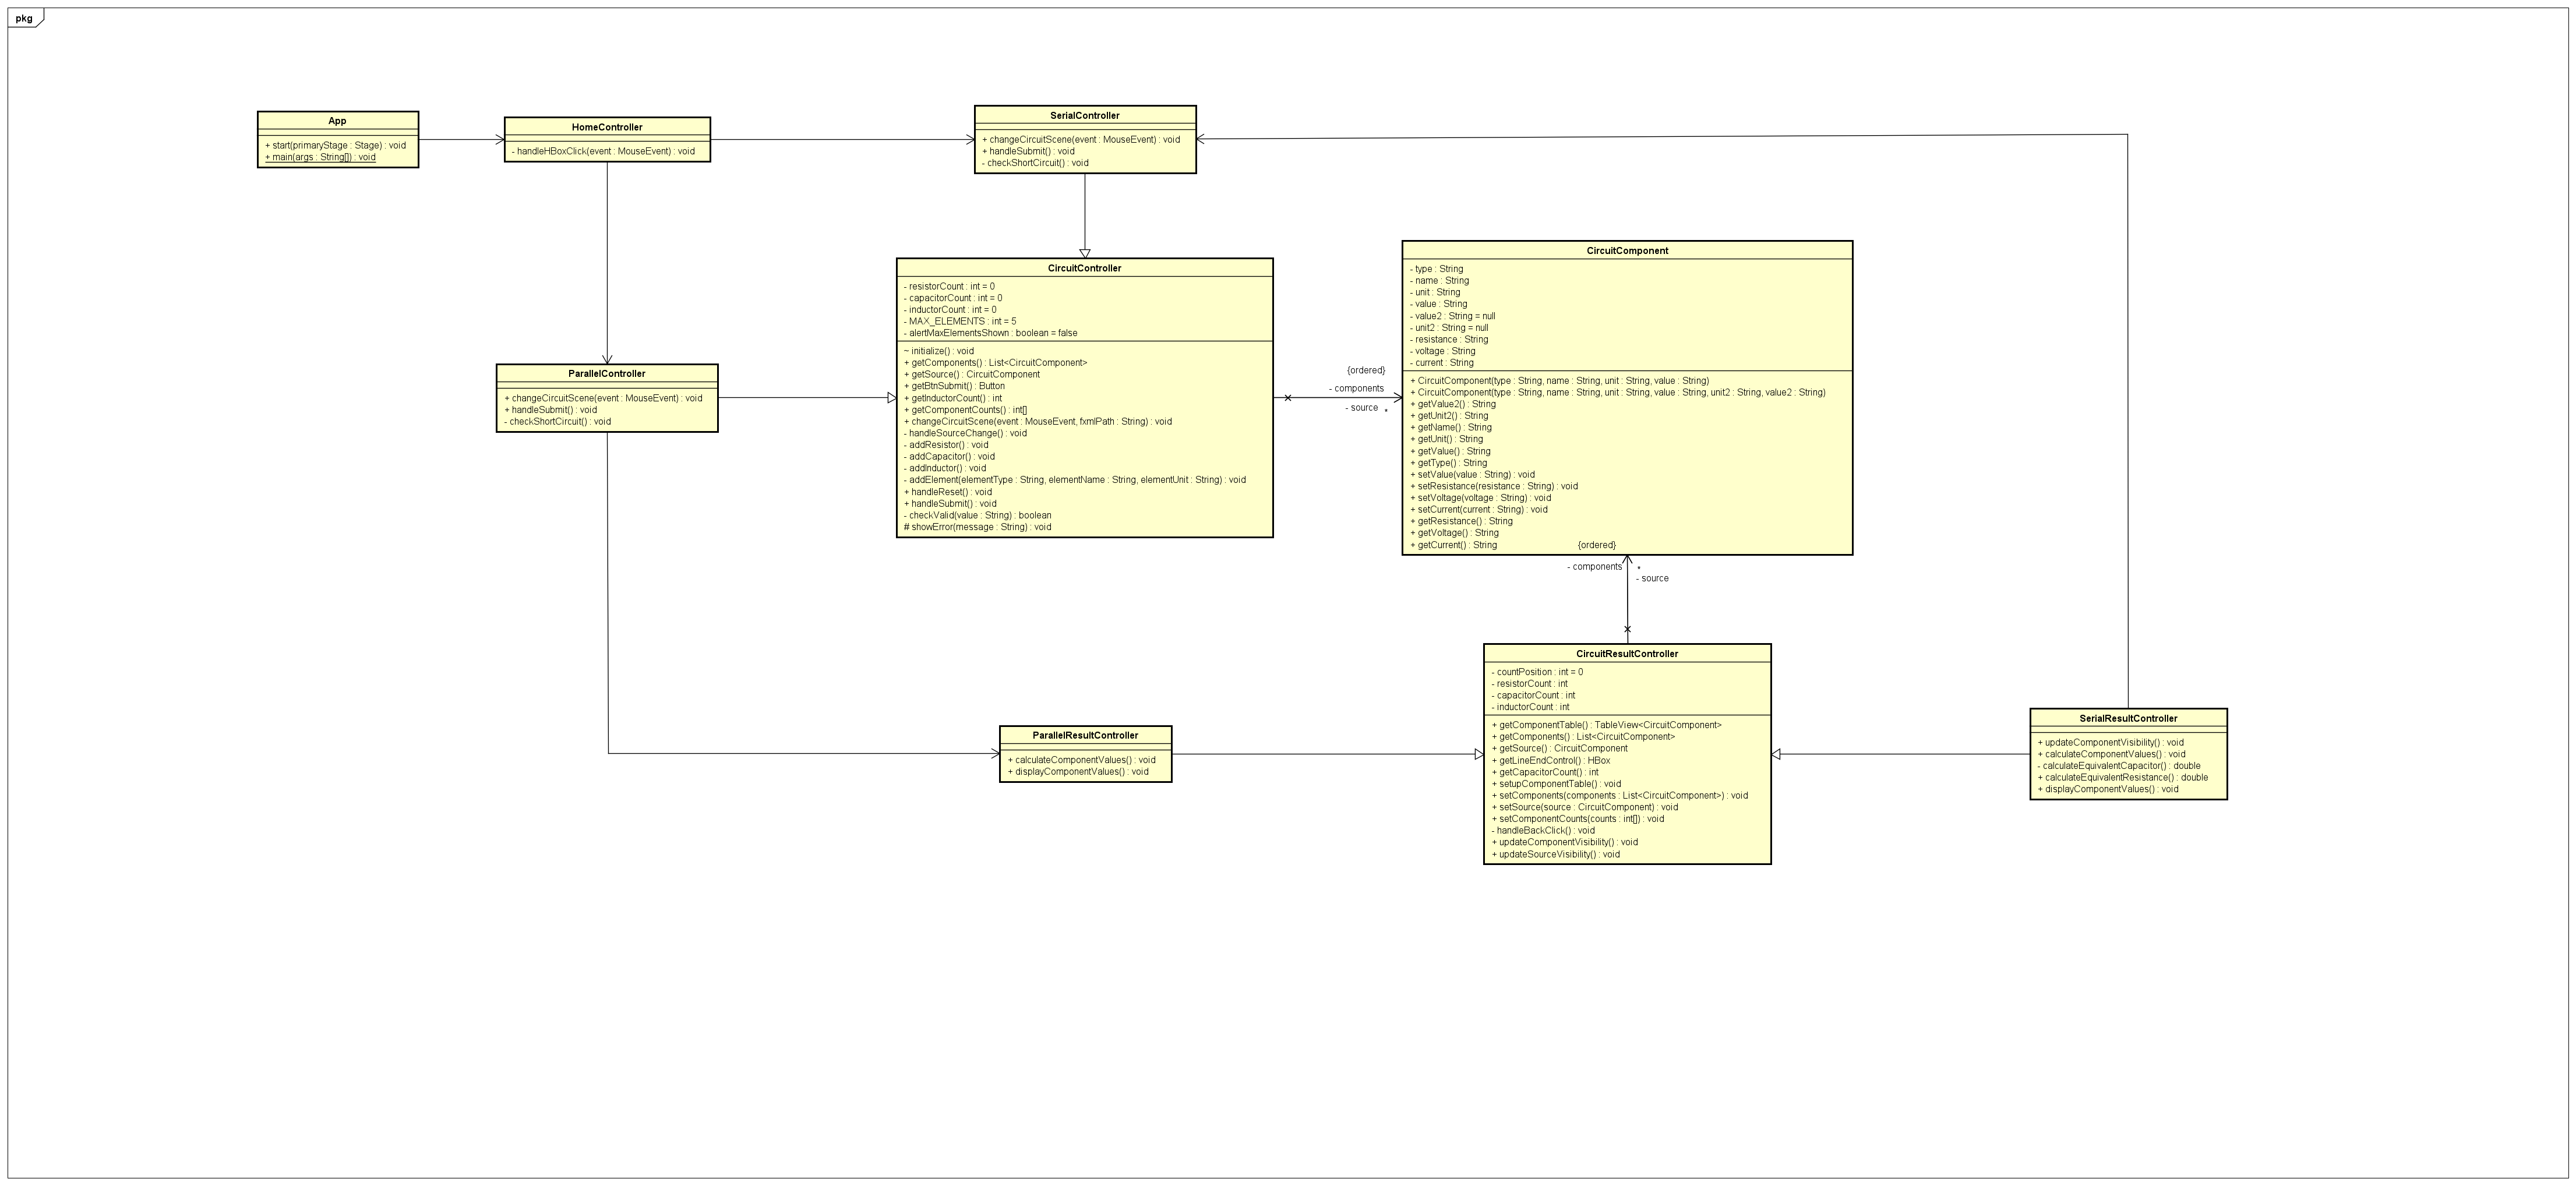 pkg
App
+ start(primaryStage : Stage) : void
+ main(args : String[]) : void
HomeController
- handleHBoxClick(event : MouseEvent) : void
SerialController
+ changeCircuitScene(event : MouseEvent) : void
+ handleSubmit() : void
- checkShortCircuit() : void
CircuitController
- resistorCount : int = 0
- capacitorCount : int = 0
- inductorCount : int = 0
- MAX_ELEMENTS : int = 5
- alertMaxElementsShown : boolean = false
~ initialize() : void
+ getComponents() : List<CircuitComponent>
+ getSource() : CircuitComponent
+ getBtnSubmit() : Button
+ getInductorCount() : int
+ getComponentCounts() : int[]
+ changeCircuitScene(event : MouseEvent, fxmlPath : String) : void
- handleSourceChange() : void
- addResistor() : void
- addCapacitor() : void
- addInductor() : void
- addElement(elementType : String, elementName : String, elementUnit : String) : void
+ handleReset() : void
+ handleSubmit() : void
- checkValid(value : String) : boolean
# showError(message : String) : void
{ordered}
- components
- source *
CircuitComponent
- type : String
- name : String
- unit : String
- value : String
- value2 : String = null
- unit2 : String = null
- resistance : String
- voltage : String
- current : String
+ CircuitComponent(type : String, name : String, unit : String, value : String)
+ CircuitComponent(type : String, name : String, unit : String, value : String, unit2 : String, value2 : String)
+ getValue2() : String
+ getUnit2() : String
+ getName() : String
+ getUnit() : String
+ getValue() : String
+ getType() : String
+ setValue(value : String) : void
+ setResistance(resistance : String) : void
+ setVoltage(voltage : String) : void
+ setCurrent(current : String) : void
+ getResistance() : String
+ getVoltage() : String
+ getCurrent() : String
{ordered}
- components *
- source
ParallelController
+ changeCircuitScene(event : MouseEvent) : void
+ handleSubmit() : void
- checkShortCircuit() : void
CircuitResultController
- countPosition : int = 0
- resistorCount : int
- capacitorCount : int
- inductorCount : int
+ getComponentTable() : TableView<CircuitComponent>
+ getComponents() : List<CircuitComponent>
+ getSource() : CircuitComponent
+ getLineEndControl() : HBox
+ getCapacitorCount() : int
+ setupComponentTable() : void
+ setComponents(components : List<CircuitComponent>) : void
+ setSource(source : CircuitComponent) : void
+ setComponentCounts(counts : int[]) : void
- handleBackClick() : void
+ updateComponentVisibility() : void
+ updateSourceVisibility() : void
ParallelResultController
+ calculateComponentValues() : void
+ displayComponentValues() : void
SerialResultController
+ updateComponentVisibility() : void
+ calculateComponentValues() : void
- calculateEquivalentCapacitor() : double
+ calculateEquivalentResistance() : double
+ displayComponentValues() : void